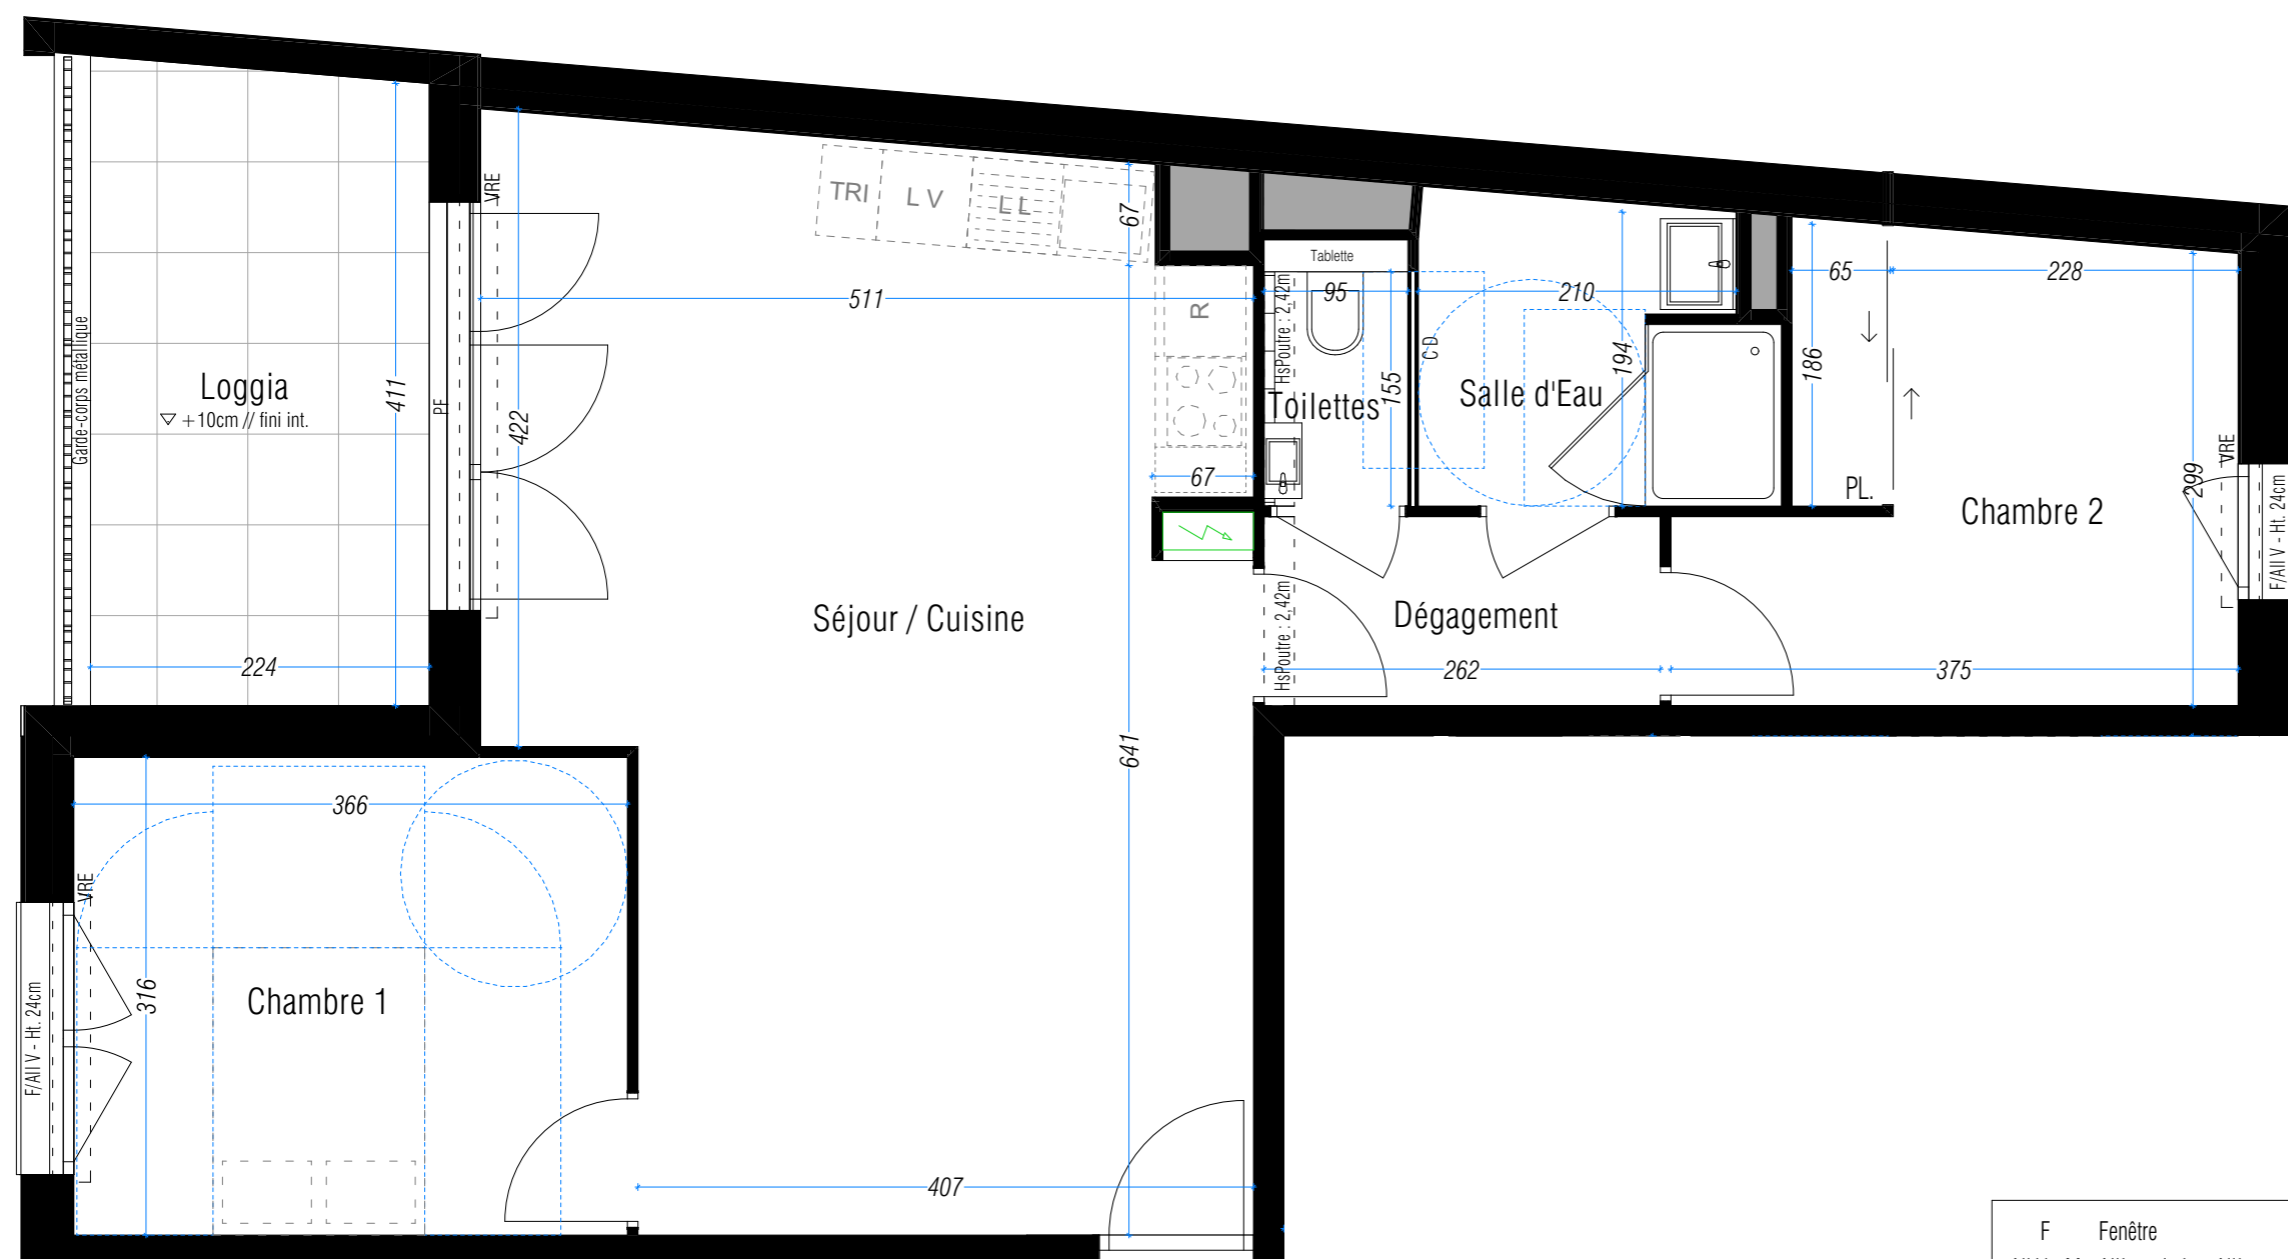 VRE
TRI
L V
L L
67
Tablette
65
228
511
95
210
R
HsPoutre : 2,42m
C D
194
186
Garde-corps métallique
Loggia
+10cm // fini int.
411
PF
422
155
Toilettes
Salle d'Eau
VRE
299
67
PL.
Chambre 2
F/All V - Ht. 24cm
Séjour / Cuisine
HsPoutre : 2,42m
Dégagement
224
262
375
641
366
VRE
316
Chambre 1
F/All V - Ht. 24cm
407
F Fenêtre